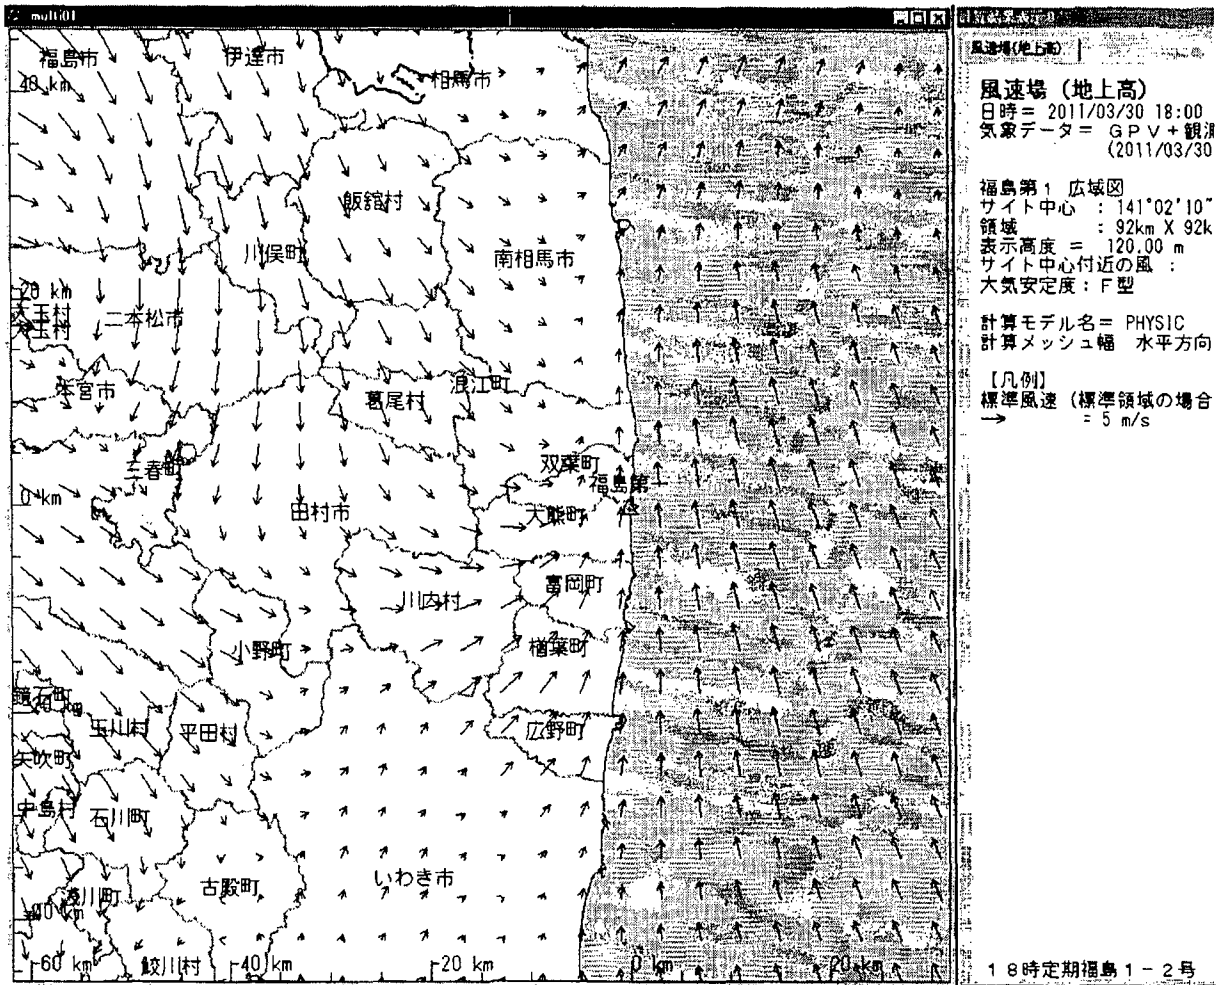 multi01
風速場(地上高)
風速場（地上高）
日時＝ 2011/03/30 18:00
気象データ＝ ＧＰＶ＋観測
(2011/03/30
福島第１ 広域図
サイト中心 : 141°02'10"
領域 : 92km X 92k
表示高度 ＝ 120.00 m
サイト中心付近の風 :
大気安定度: Ｆ型
計算モデル名＝ PHYSIC
計算メッシュ幅 水平方向
【凡例】
標準風速 (標準領域の場合
→ = 5 m/s
１８時定期福島１－２号
福島市
伊達市
相馬市
40 km
飯舘村
川俣町
南相馬市
20 km
大玉村
二本松市
本宮市
浪江町
葛尾村
三春町
双葉町
福島第一
0 km
田村市
大熊町
富岡町
川内村
小野町
楢葉町
鏡石町
玉川村
平田村
広野町
矢吹町
中島村
石川町
古殿町
いわき市
浅川町
鮫川村
-60 km
-40 km
-20 km
0 km
20 km